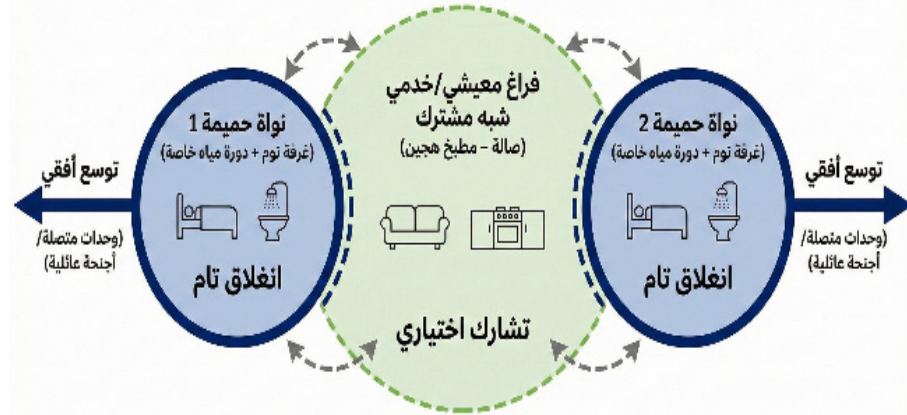 فراغ معيشي/خدمي
شبه مشترك
(صالة – مطبخ هجين)
تشارك اختياري
نواة حميمة 2
(غرفة نوم + دورة مياه خاصة)
انغلاق تام
توسع أفقي
(وحدات متصلة/
أجنحة عائلية)
نواة حميمة 1
(غرفة نوم + دورة مياه خاصة)
انغلاق تام
توسع أفقي
(وحدات متصلة/
أجنحة عائلية)